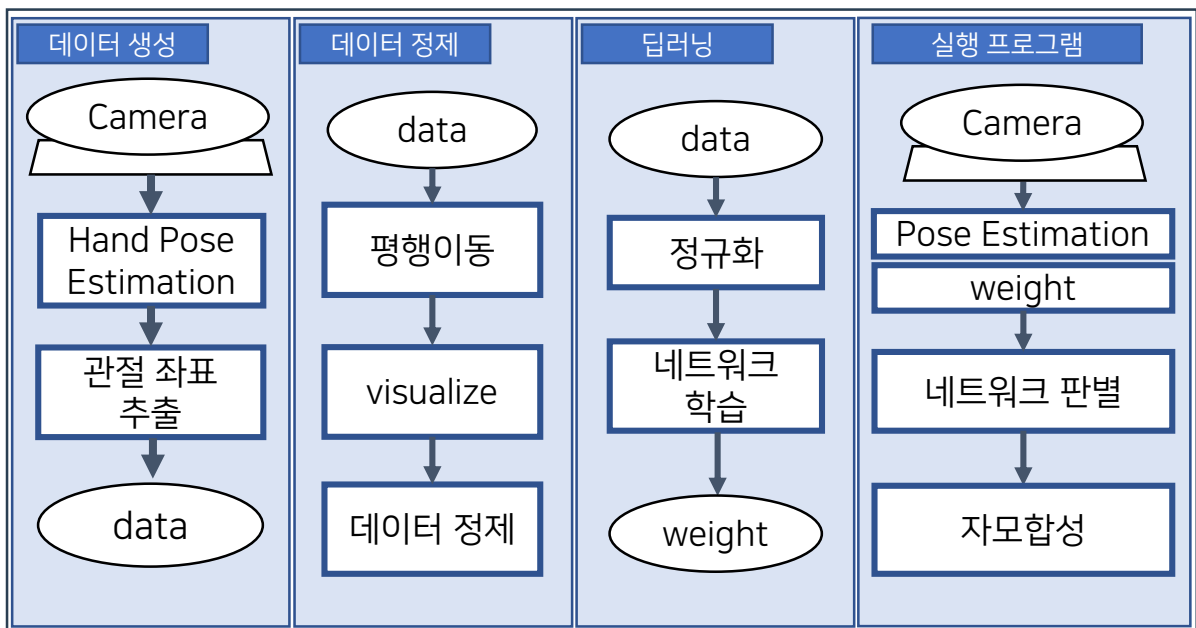 데이터 생성
Camera
Hand Pose
Estimation
관절 좌표
추출
data
데이터 정제
data
평행이동
visualize
데이터 정제
딥러닝
data
정규화
네트워크
학습
weight
실행 프로그램
Camera
Pose Estimation
weight
네트워크 판별
자모합성